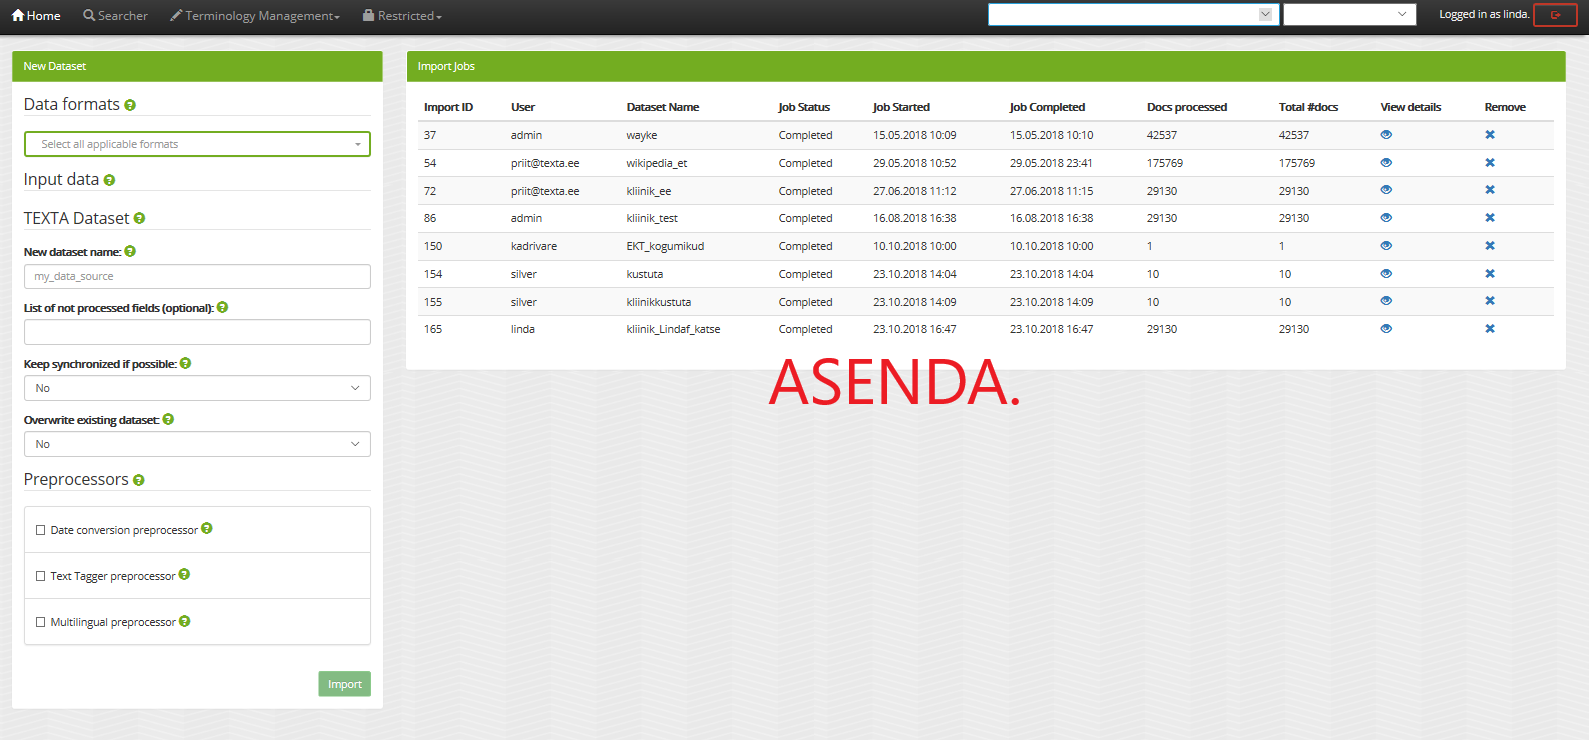 Home Searcher Terminology Management Restricted Logged in as linda.
New Dataset
Data formats
Select all applicable formats
Input data
TEXTA Dataset
New dataset name:
my_data_source
List of not processed fields (optional):
Keep synchronized if possible:
No
Overwrite existing dataset:
No
Preprocessors
Date conversion preprocessor
Text Tagger preprocessor
Multilingual preprocessor
Import
Import Jobs
Import ID User Dataset Name Job Status Job Started Job Completed Docs processed Total #docs View details Remove
37 admin wayke Completed 15.05.2018 10:09 15.05.2018 10:10 42537 42537
54 priit@texta.ee wikipedia_et Completed 29.05.2018 10:52 29.05.2018 23:41 175769 175769
72 priit@texta.ee kliinik_ee Completed 27.06.2018 11:12 27.06.2018 11:15 29130 29130
86 admin kliinik_test Completed 16.08.2018 16:38 16.08.2018 16:38 29130 29130
150 kadrivare EKT_kogumikud Completed 10.10.2018 10:00 10.10.2018 10:00 1 1
154 silver kustuta Completed 23.10.2018 14:04 23.10.2018 14:04 10 10
155 silver kliinikkustuta Completed 23.10.2018 14:09 23.10.2018 14:09 10 10
165 linda kliinik_Lindaf_katse Completed 23.10.2018 16:47 23.10.2018 16:47 29130 29130
ASENDA.